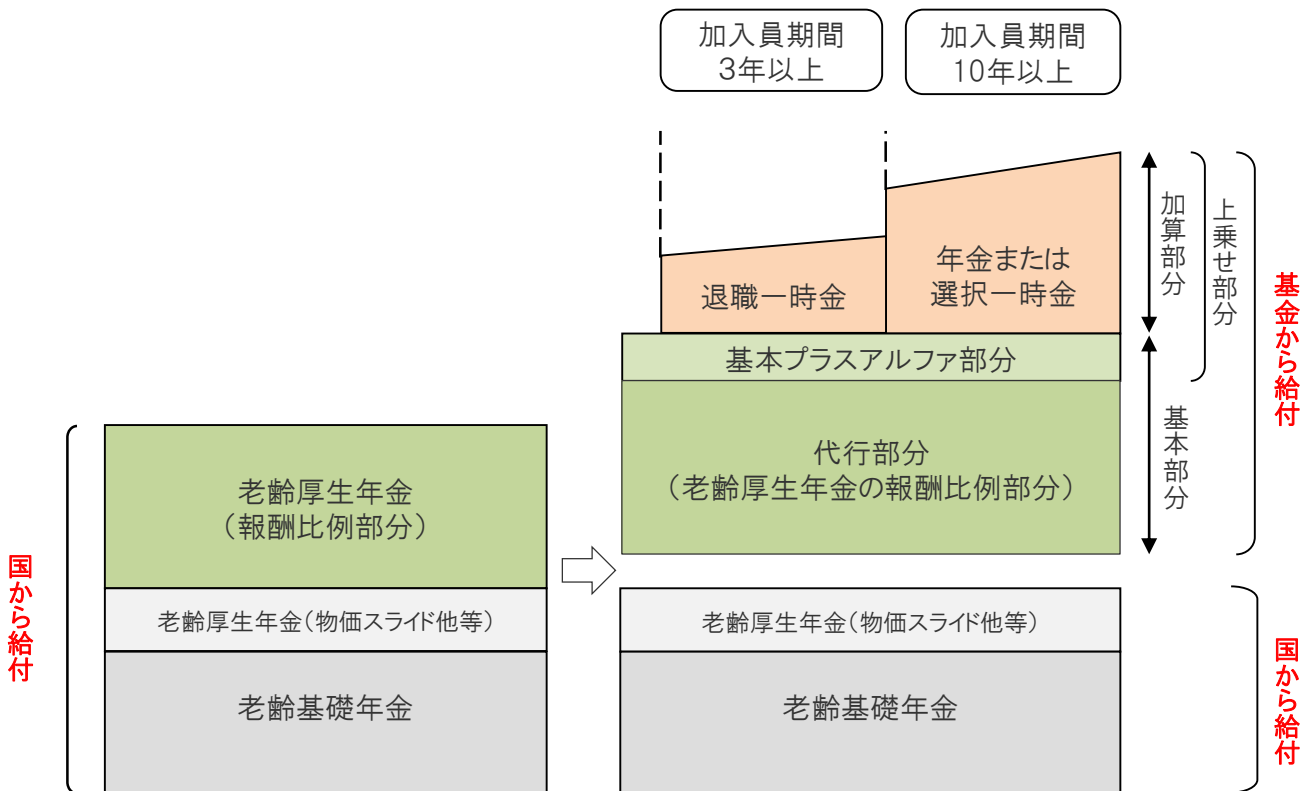 加入員期間
3年以上
加入員期間
10年以上
退職一時金
年金または
選択一時金
加算部分
上乗せ部分
基金から給付
基本プラスアルファ部分
代行部分
（老齢厚生年金の報酬比例部分）
基本部分
老齢厚生年金
（報酬比例部分）
国から給付
老齢厚生年金（物価スライド他等）
老齢基礎年金
老齢厚生年金（物価スライド他等）
老齢基礎年金
国から給付